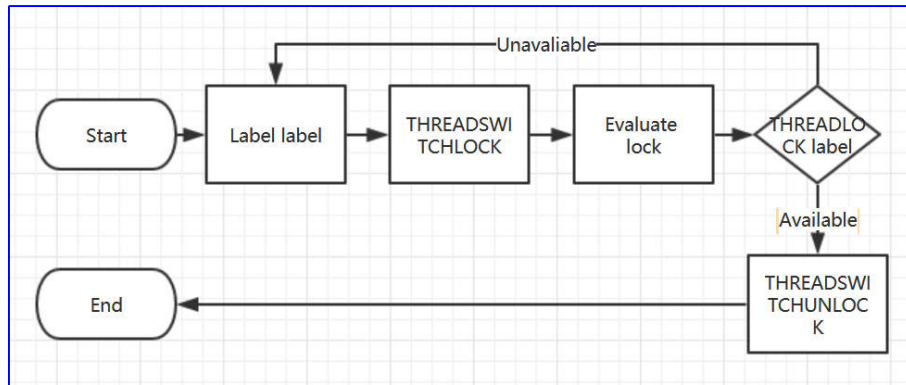 Unavaliable
Start
Label label
THREADSWI
TCHLOCK
Evaluate
lock
THREADLO
CK label
Available
End
THREADSWI
TCHUNLOC
K